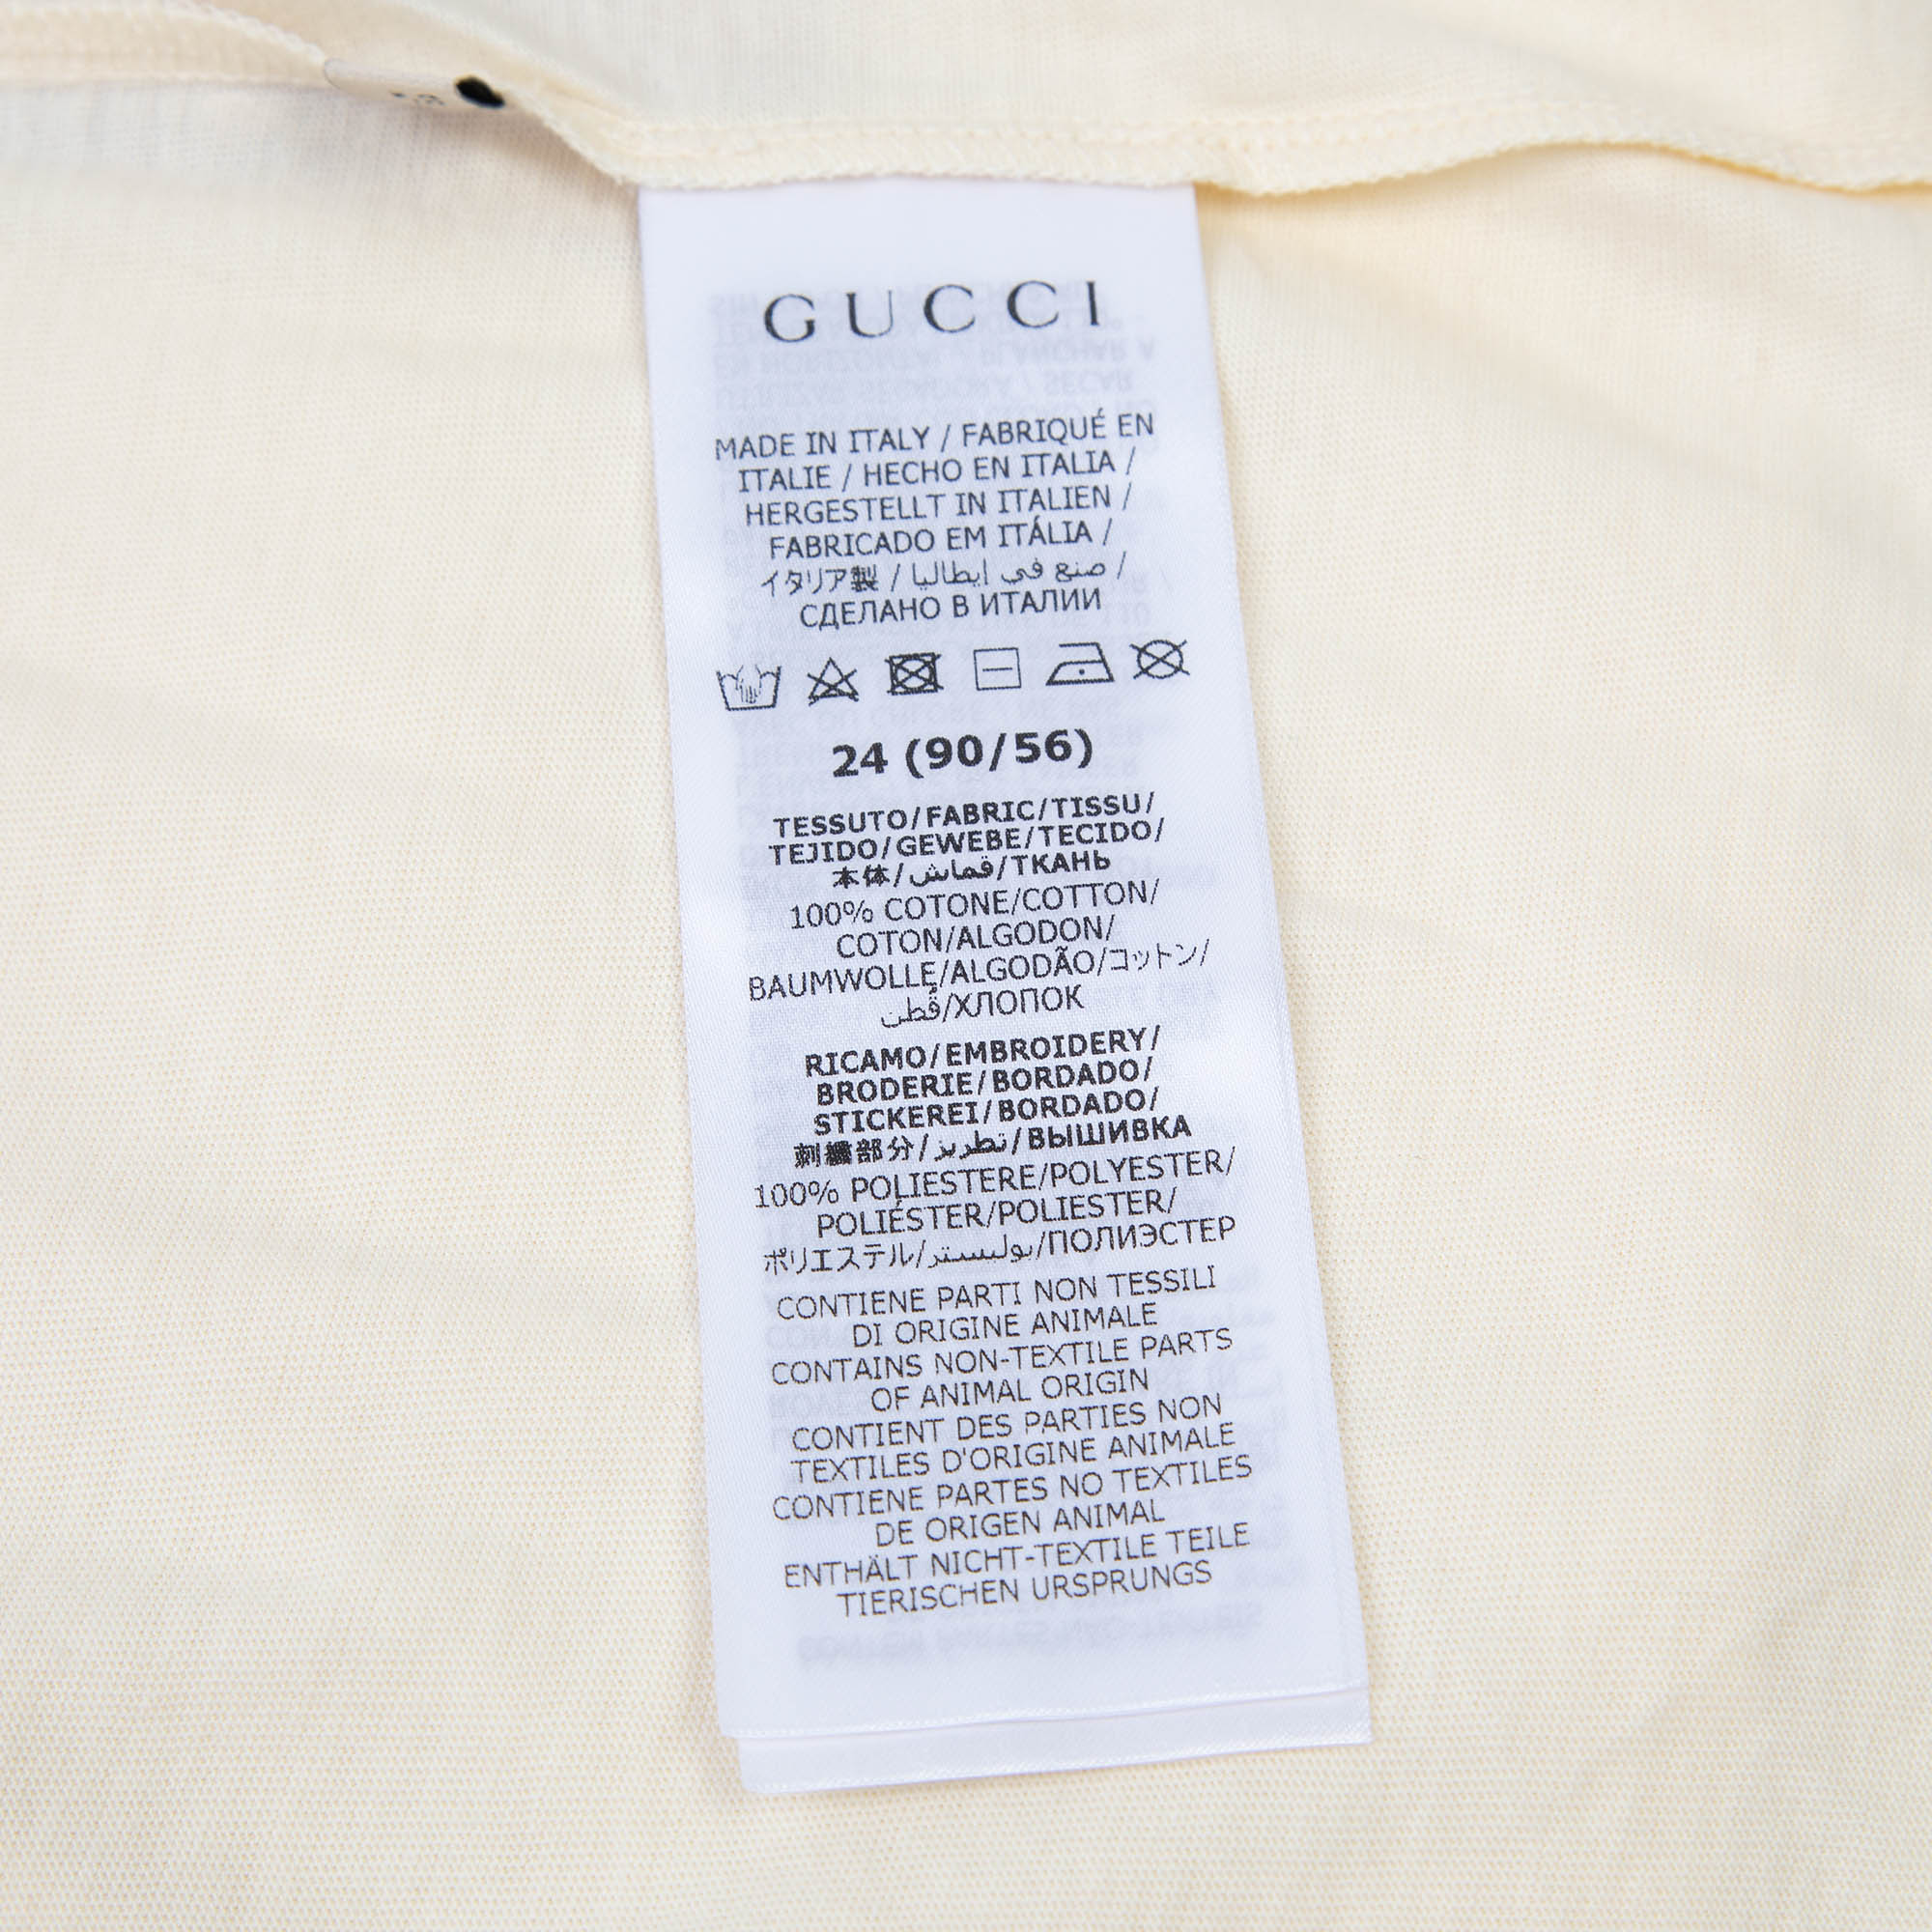 GUCCI
MADE IN ITALY / FABRIQUÉ EN
ITALIE / HECHO EN ITALIA /
HERGESTELLT IN ITALIEN /
FABRICADO EM ITÁLIA /
イタリア製 / صنع في إيطاليا /
СДЕЛАНО В ИТАЛИИ
24 (90/56)
TESSUTO/FABRIC/TISSU/
TEJIDO/GEWEBE/TECIDO/
本体/قماش/ТКАНЬ
100% COTONE/COTTON/
COTON/ALGODON/
BAUMWOLLE/ALGODÃO/コットン/
قُطن/ХЛОПОК
RICAMO/EMBROIDERY/
BRODERIE/BORDADO/
STICKEREI/BORDADO/
刺繍部分/تطريز/ВЫШИВКА
100% POLIESTERE/POLYESTER/
POLIÉSTER/POLIESTER/
ポリエステル/بوليستر/ПОЛИЭСТЕР
CONTIENE PARTI NON TESSILI
DI ORIGINE ANIMALE
CONTAINS NON-TEXTILE PARTS
OF ANIMAL ORIGIN
CONTIENT DES PARTIES NON
TEXTILES D'ORIGINE ANIMALE
CONTIENE PARTES NO TEXTILES
DE ORIGEN ANIMAL
ENTHÄLT NICHT-TEXTILE TEILE
TIERISCHEN URSPRUNGS